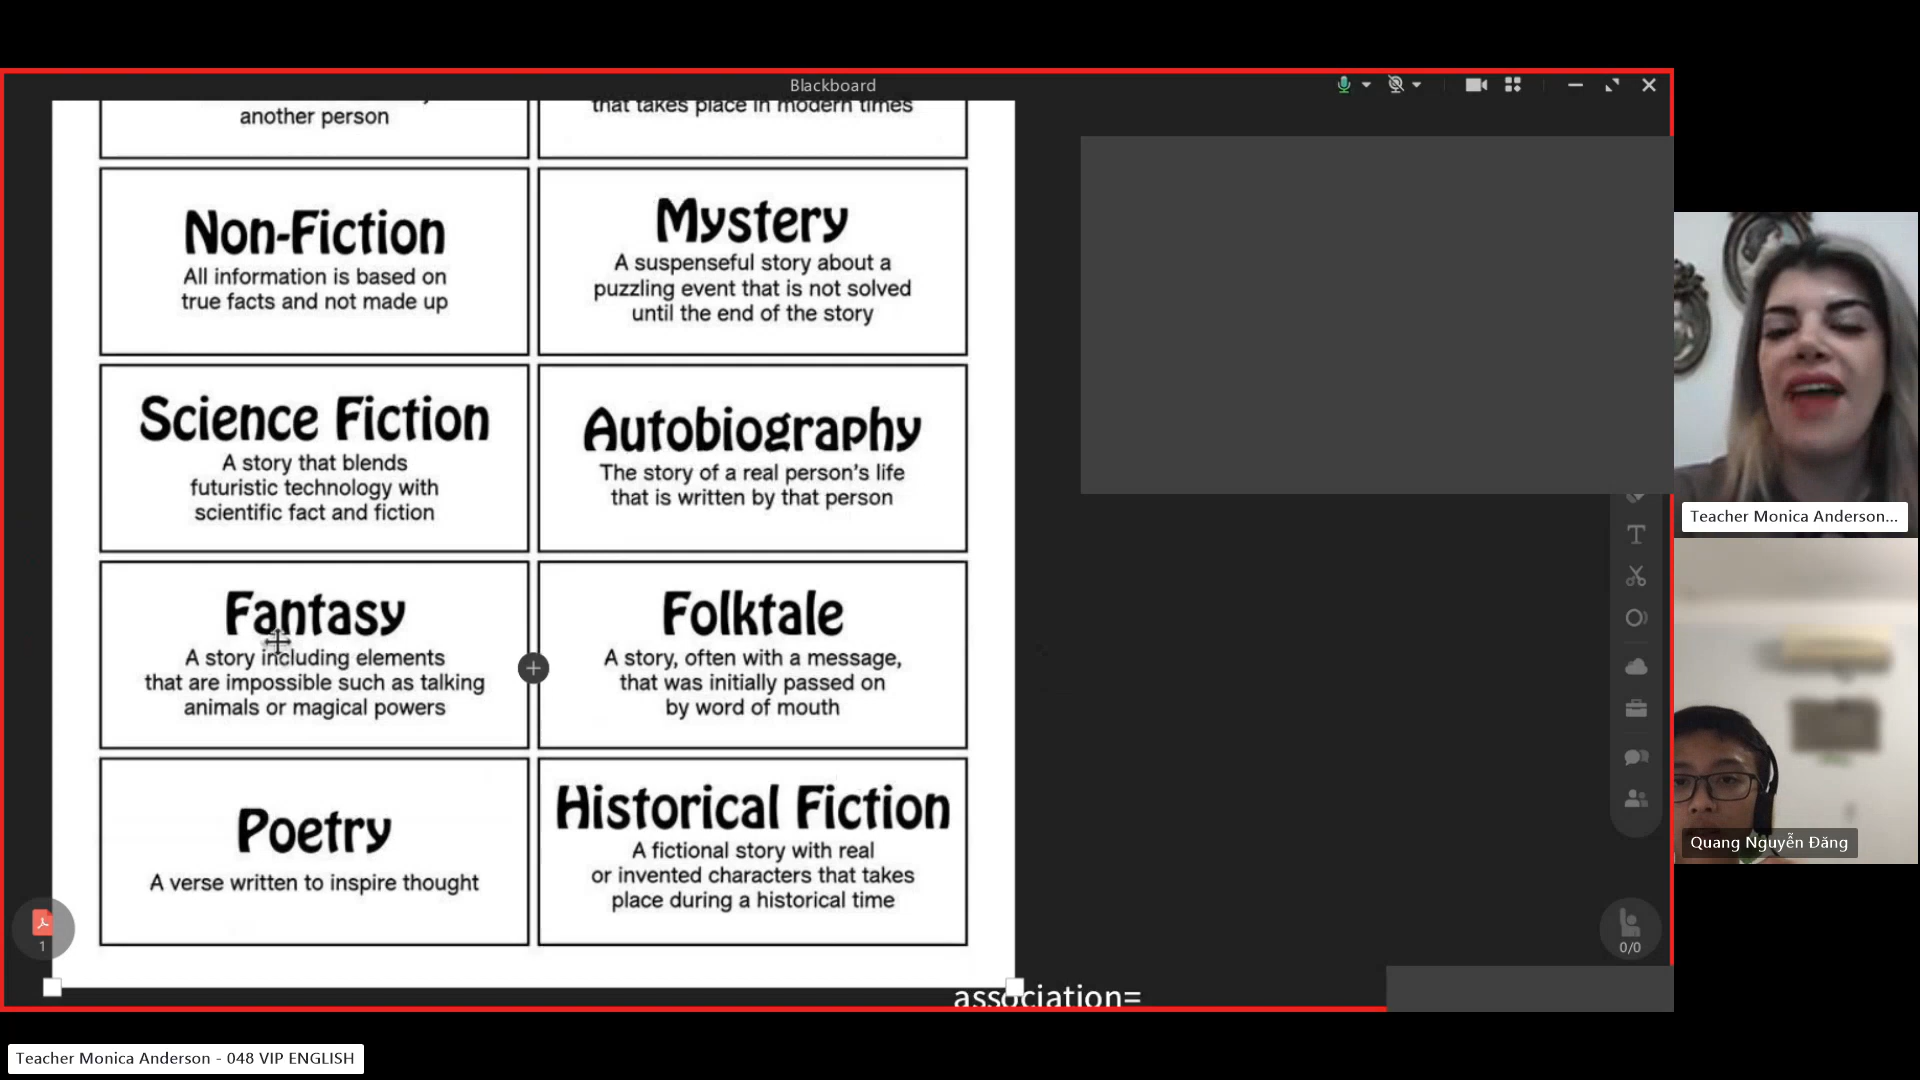 Blackboard
another person
that takes place in modern times
Non-Fiction
All information is based on
true facts and not made up
Mystery
A suspenseful story about a
puzzling event that is not solved
until the end of the story
Science Fiction
A story that blends
futuristic technology with
scientific fact and fiction
Autobiography
The story of a real person's life
that is written by that person
Fantasy
A story including elements
that are impossible such as talking
animals or magical powers
Folktale
A story, often with a message,
that was initially passed on
by word of mouth
Poetry
A verse written to inspire thought
Historical Fiction
A fictional story with real
or invented characters that takes
place during a historical time
1
association=
0/0
Teacher Monica Anderson...
Quang Nguyễn Đăng
Teacher Monica Anderson - 048 VIP ENGLISH